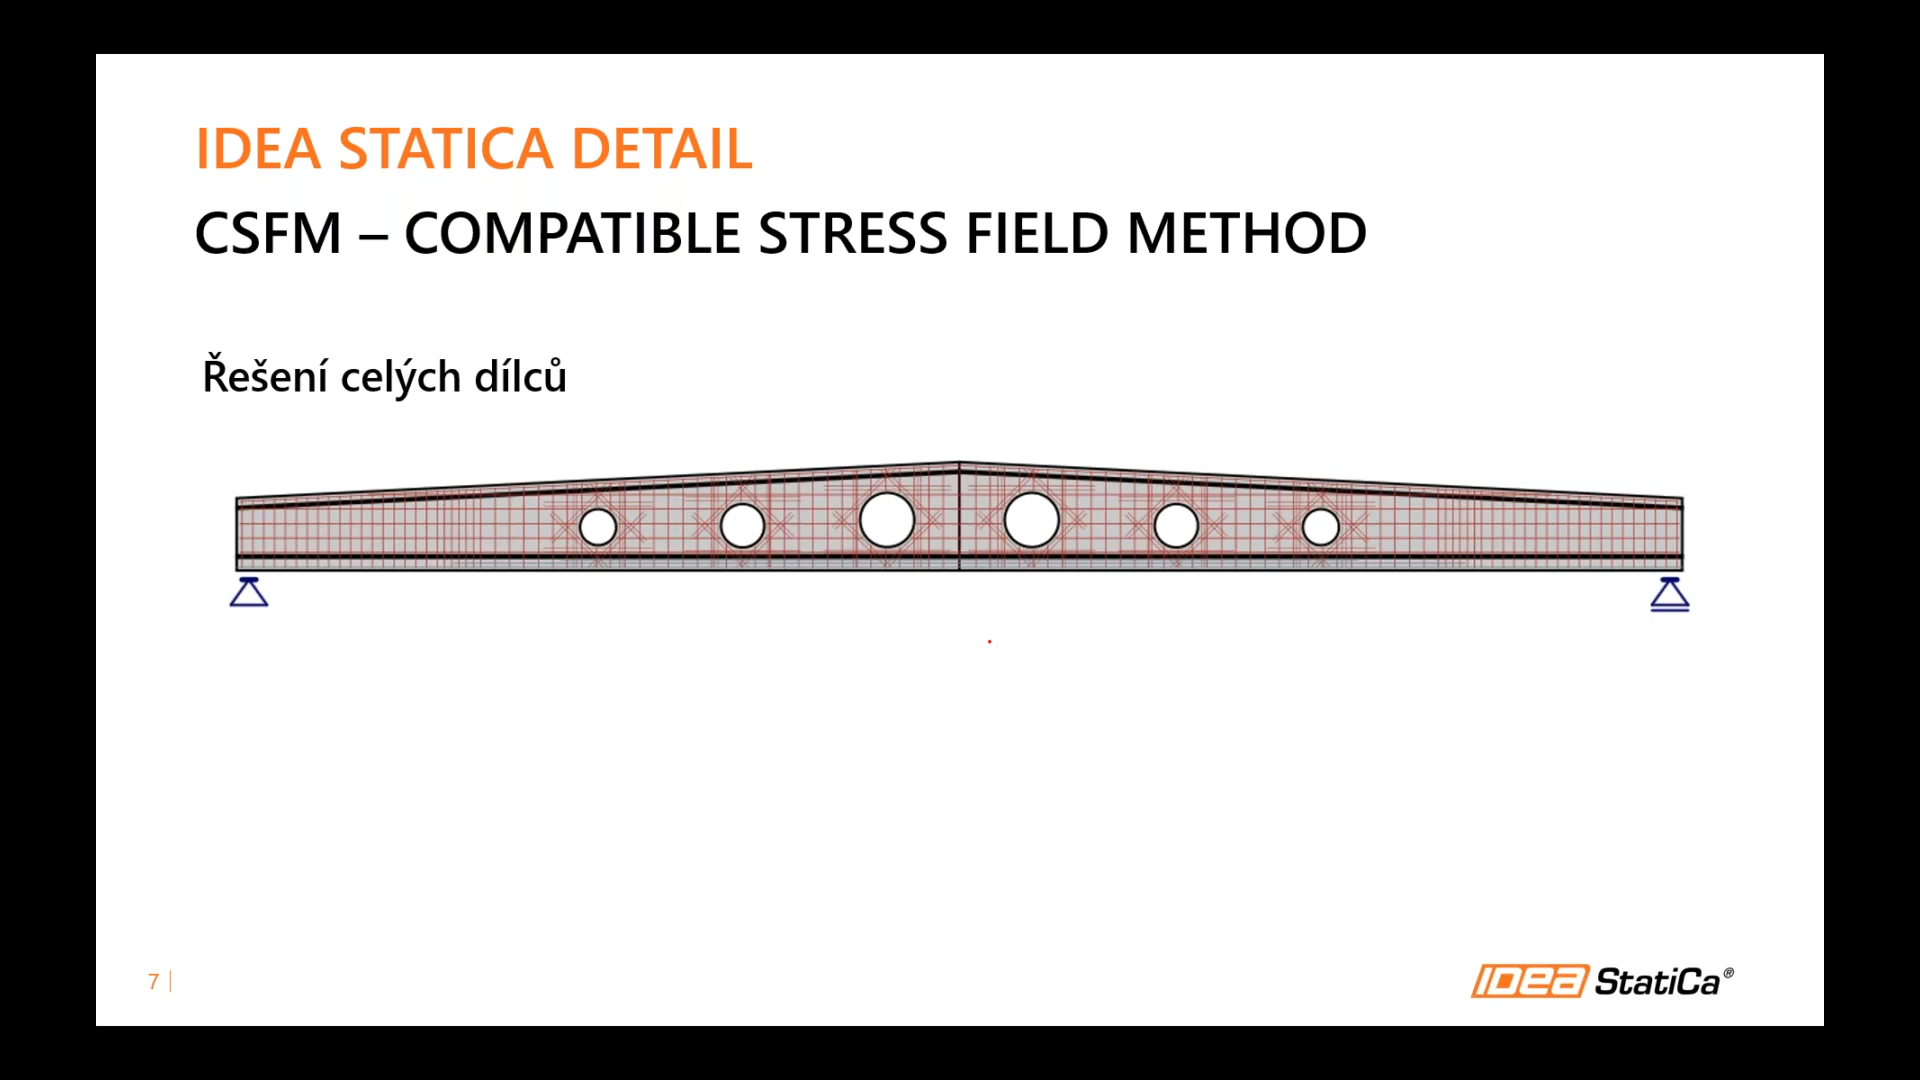 IDEA STATICA DETAIL
CSFM – COMPATIBLE STRESS FIELD METHOD
Řešení celých dílců
7 |
IDEA StatiCa®